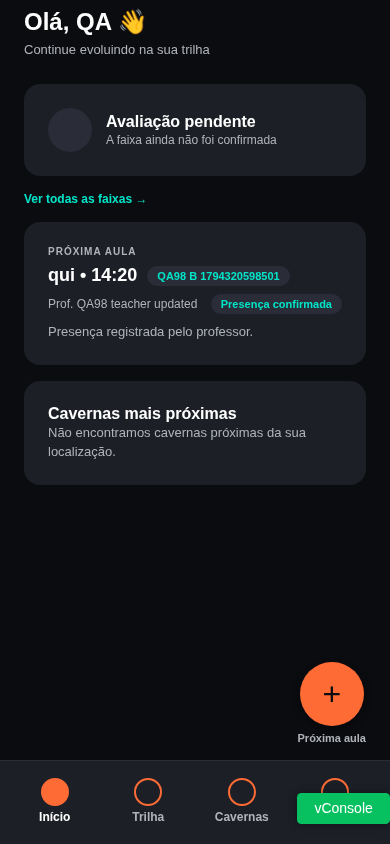 Olá, QA 👋
Continue evoluindo na sua trilha
Avaliação pendente
A faixa ainda não foi confirmada
Ver todas as faixas →
PRÓXIMA AULA
qui • 14:20 QA98 B 1794320598501
Prof. QA98 teacher updated Presença confirmada
Presença registrada pelo professor.
Cavernas mais próximas
Não encontramos cavernas próximas da sua
localização.
+
Próxima aula
Início Trilha Cavernas vConsole